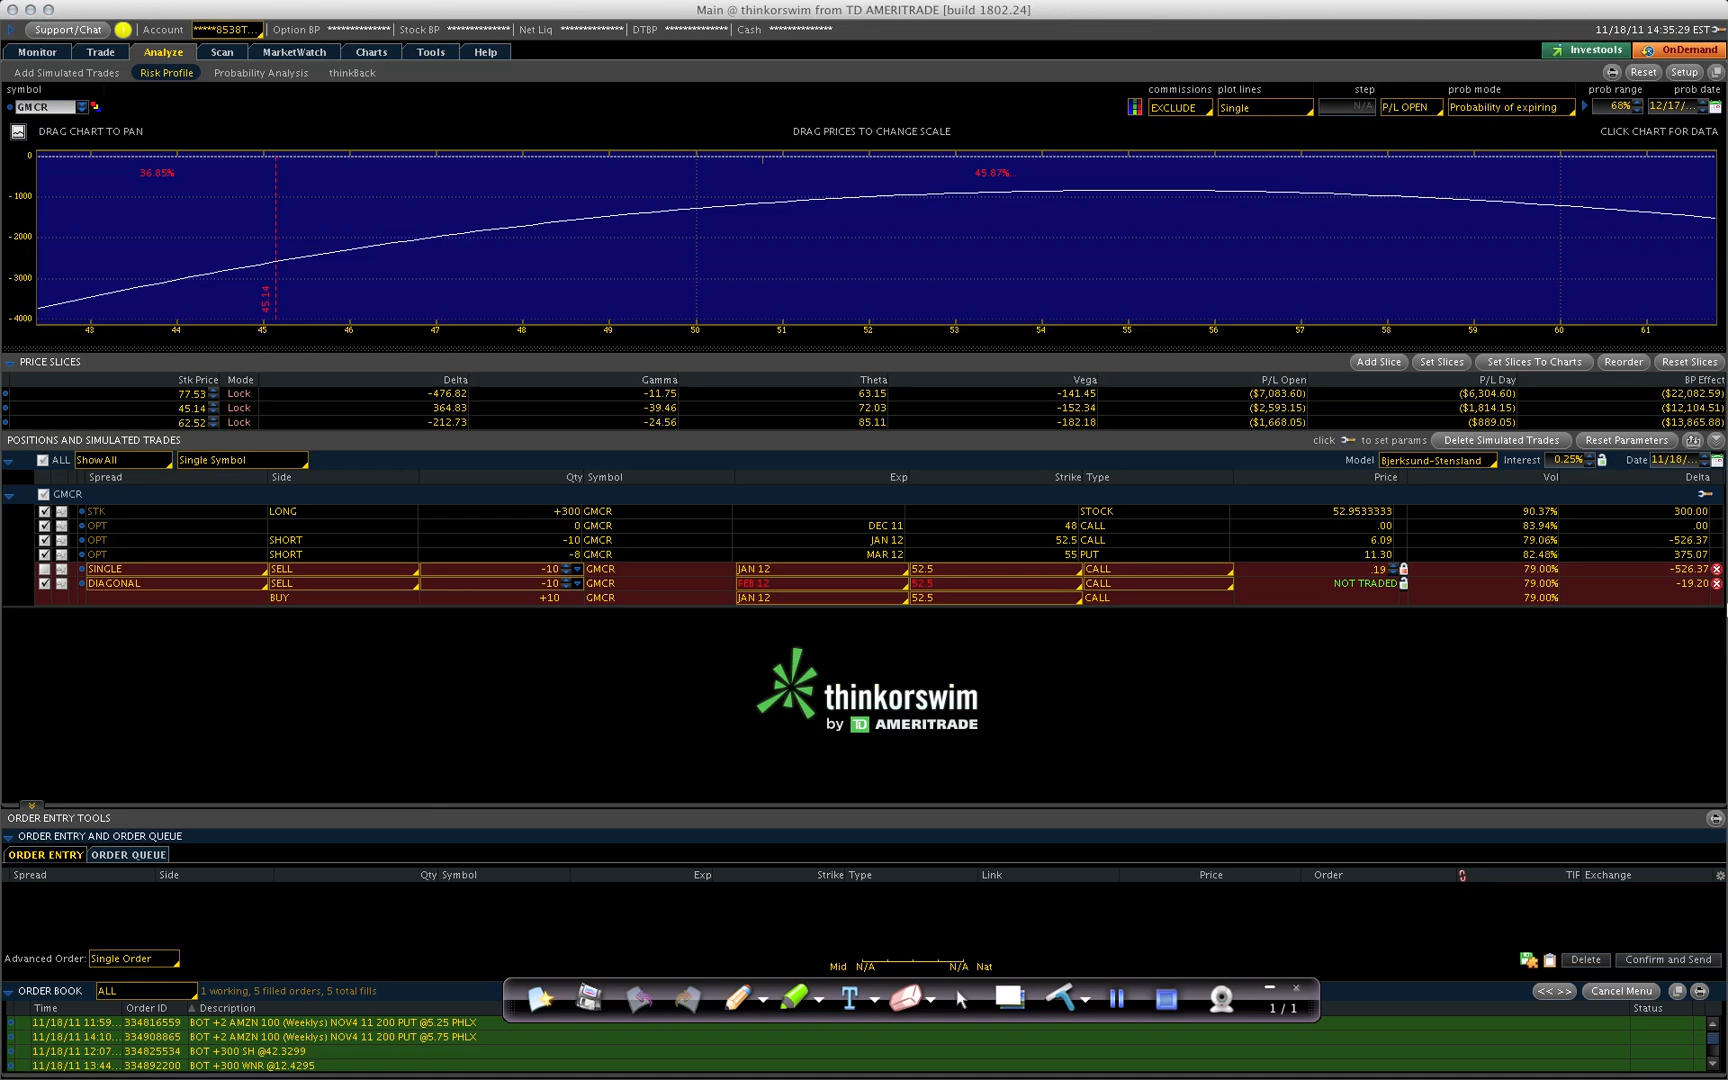 Main @ thinkorswim from TD AMERITRADE [build 1802.24]
Support/Chat Account *****8538T... Option BP ************** Stock BP ************** Net Liq ************** DTBP ************** Cash ************** 11/18/11 14:35:29 EST
Monitor Trade Analyze Scan MarketWatch Charts Tools Help Investools OnDemand
Add Simulated Trades Risk Profile Probability Analysis thinkBack Reset Setup
symbol commissions plot lines step prob mode prob range prob date
GMCR EXCLUDE Single N/A P/L OPEN Probability of expiring 68% 12/17/...
DRAG CHART TO PAN DRAG PRICES TO CHANGE SCALE CLICK CHART FOR DATA
0
36.85% 45.87%...
-1000
-2000
-3000
45.14
-4000
43 44 45 46 47 48 49 50 51 52 53 54 55 56 57 58 59 60 61
PRICE SLICES Add Slice Set Slices Set Slices To Charts Reorder Reset Slices
Stk Price Mode Delta Gamma Theta Vega P/L Open P/L Day BP Effect
77.53 Lock -476.82 -11.75 63.15 -141.45 ($7,083.60) ($6,304.60) ($22,082.59)
45.14 Lock 364.83 -39.46 72.03 -152.34 ($2,593.15) ($1,814.15) ($12,104.51)
62.52 Lock -212.73 -24.56 85.11 -182.18 ($1,668.05) ($889.05) ($13,865.88)
POSITIONS AND SIMULATED TRADES click to set params Delete Simulated Trades Reset Parameters
ALL Show All Single Symbol Model Bjerksund-Stensland Interest 0.25% Date 11/18/...
Spread Side Qty Symbol Exp Strike Type Price Vol Delta
GMCR
STK LONG +300 GMCR STOCK 52.9533333 90.37% 300.00
OPT 0 GMCR DEC 11 48 CALL .00 83.94% .00
OPT SHORT -10 GMCR JAN 12 52.5 CALL 6.09 79.06% -526.37
OPT SHORT -8 GMCR MAR 12 55 PUT 11.30 82.48% 375.07
SINGLE SELL -10 GMCR JAN 12 52.5 CALL .19 79.00% -526.37
DIAGONAL SELL -10 GMCR FEB 12 52.5 CALL NOT TRADED 79.00% -19.20
BUY +10 GMCR JAN 12 52.5 CALL 79.00%
thinkorswim
by TD AMERITRADE
ORDER ENTRY TOOLS
ORDER ENTRY AND ORDER QUEUE
ORDER ENTRY ORDER QUEUE
Spread Side Qty Symbol Exp Strike Type Link Price Order TIF Exchange
Advanced Order: Single Order Mid N/A N/A Nat Delete Confirm and Send
ORDER BOOK ALL 1 working, 5 filled orders, 5 total fills << >> Cancel Menu
Time Order ID Description Status
1 / 1
11/18/11 11:59... 334816559 BOT +2 AMZN 100 (Weeklys) NOV4 11 200 PUT @5.25 PHLX
11/18/11 14:10... 334908865 BOT +2 AMZN 100 (Weeklys) NOV4 11 200 PUT @5.75 PHLX
11/18/11 12:07... 334825534 BOT +300 SH @42.3299
11/18/11 13:44... 334892200 BOT +300 WNR @12.4295